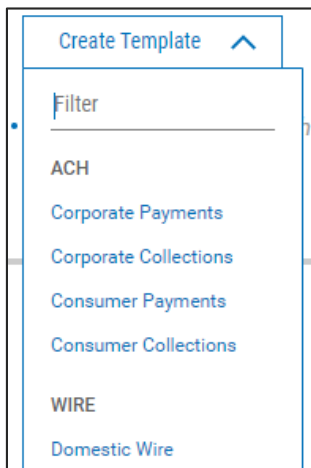 Create Template
Filter
ACH
Corporate Payments
Corporate Collections
Consumer Payments
Consumer Collections
WIRE
Domestic Wire